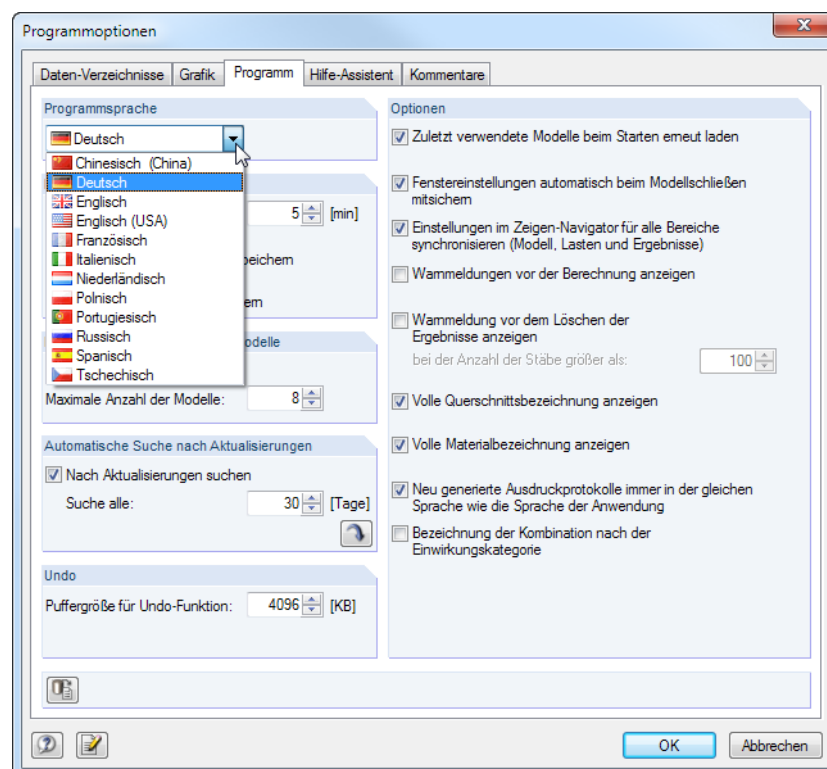 Programmoptionen
Daten-Verzeichnisse
Grafik
Programm
Hilfe-Assistent
Kommentare
Programmsprache
Deutsch
Chinesisch (China)
Deutsch
Englisch
Englisch (USA)
Französisch
Italienisch
Niederländisch
Polnisch
Portugiesisch
Russisch
Spanisch
Tschechisch
5 [min]
peichern
ern
odelle
Maximale Anzahl der Modelle: 8
Automatische Suche nach Aktualisierungen
Nach Aktualisierungen suchen
Suche alle: 30 [Tage]
Undo
Puffergröße für Undo-Funktion: 4096 [KB]
Optionen
Zuletzt verwendete Modelle beim Starten erneut laden
Fenstereinstellungen automatisch beim Modellschließen
mitsichern
Einstellungen im Zeigen-Navigator für alle Bereiche
synchronisieren (Modell, Lasten und Ergebnisse)
Warnmeldungen vor der Berechnung anzeigen
Warnmeldung vor dem Löschen der
Ergebnisse anzeigen
bei der Anzahl der Stäbe größer als: 100
Volle Querschnittsbezeichnung anzeigen
Volle Materialbezeichnung anzeigen
Neu generierte Ausdruckprotokolle immer in der gleichen
Sprache wie die Sprache der Anwendung
Bezeichnung der Kombination nach der
Einwirkungskategorie
OK
Abbrechen